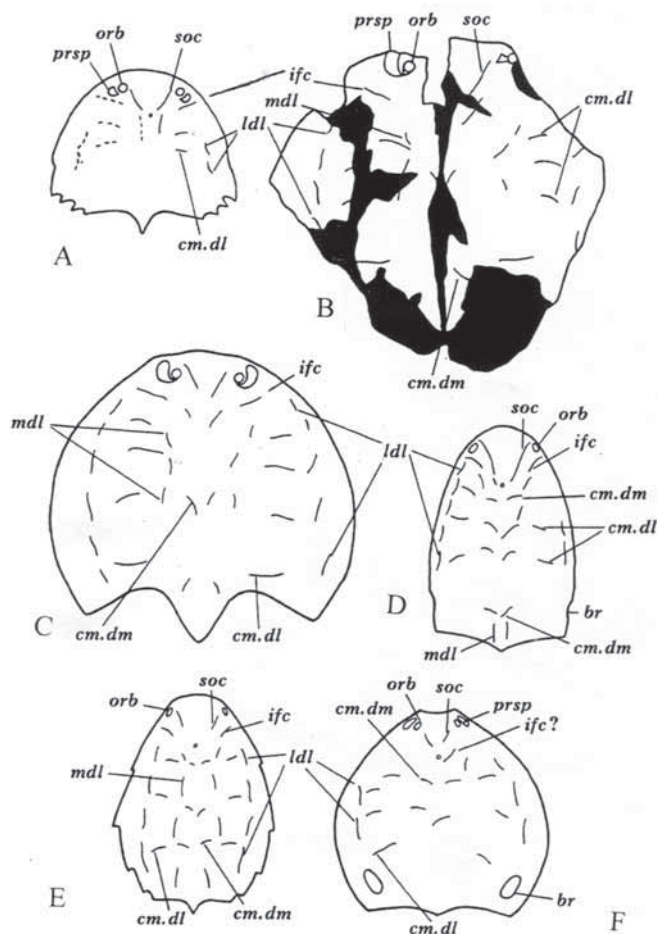 orb
prsp
soc
ifc
ldl
cm.dl
A
prsp
orb
soc
mdl
cm.dl
B
cm.dm
ifc
mdl
ldl
C
cm.dm
cm.dl
soc
orb
ifc
cm.dm
cm.dl
D
br
mdl
cm.dm
soc
orb
ifc
mdl
ldl
E
cm.dl
cm.dm
orb
soc
prsp
cm.dm
ifc?
br
cm.dl
F